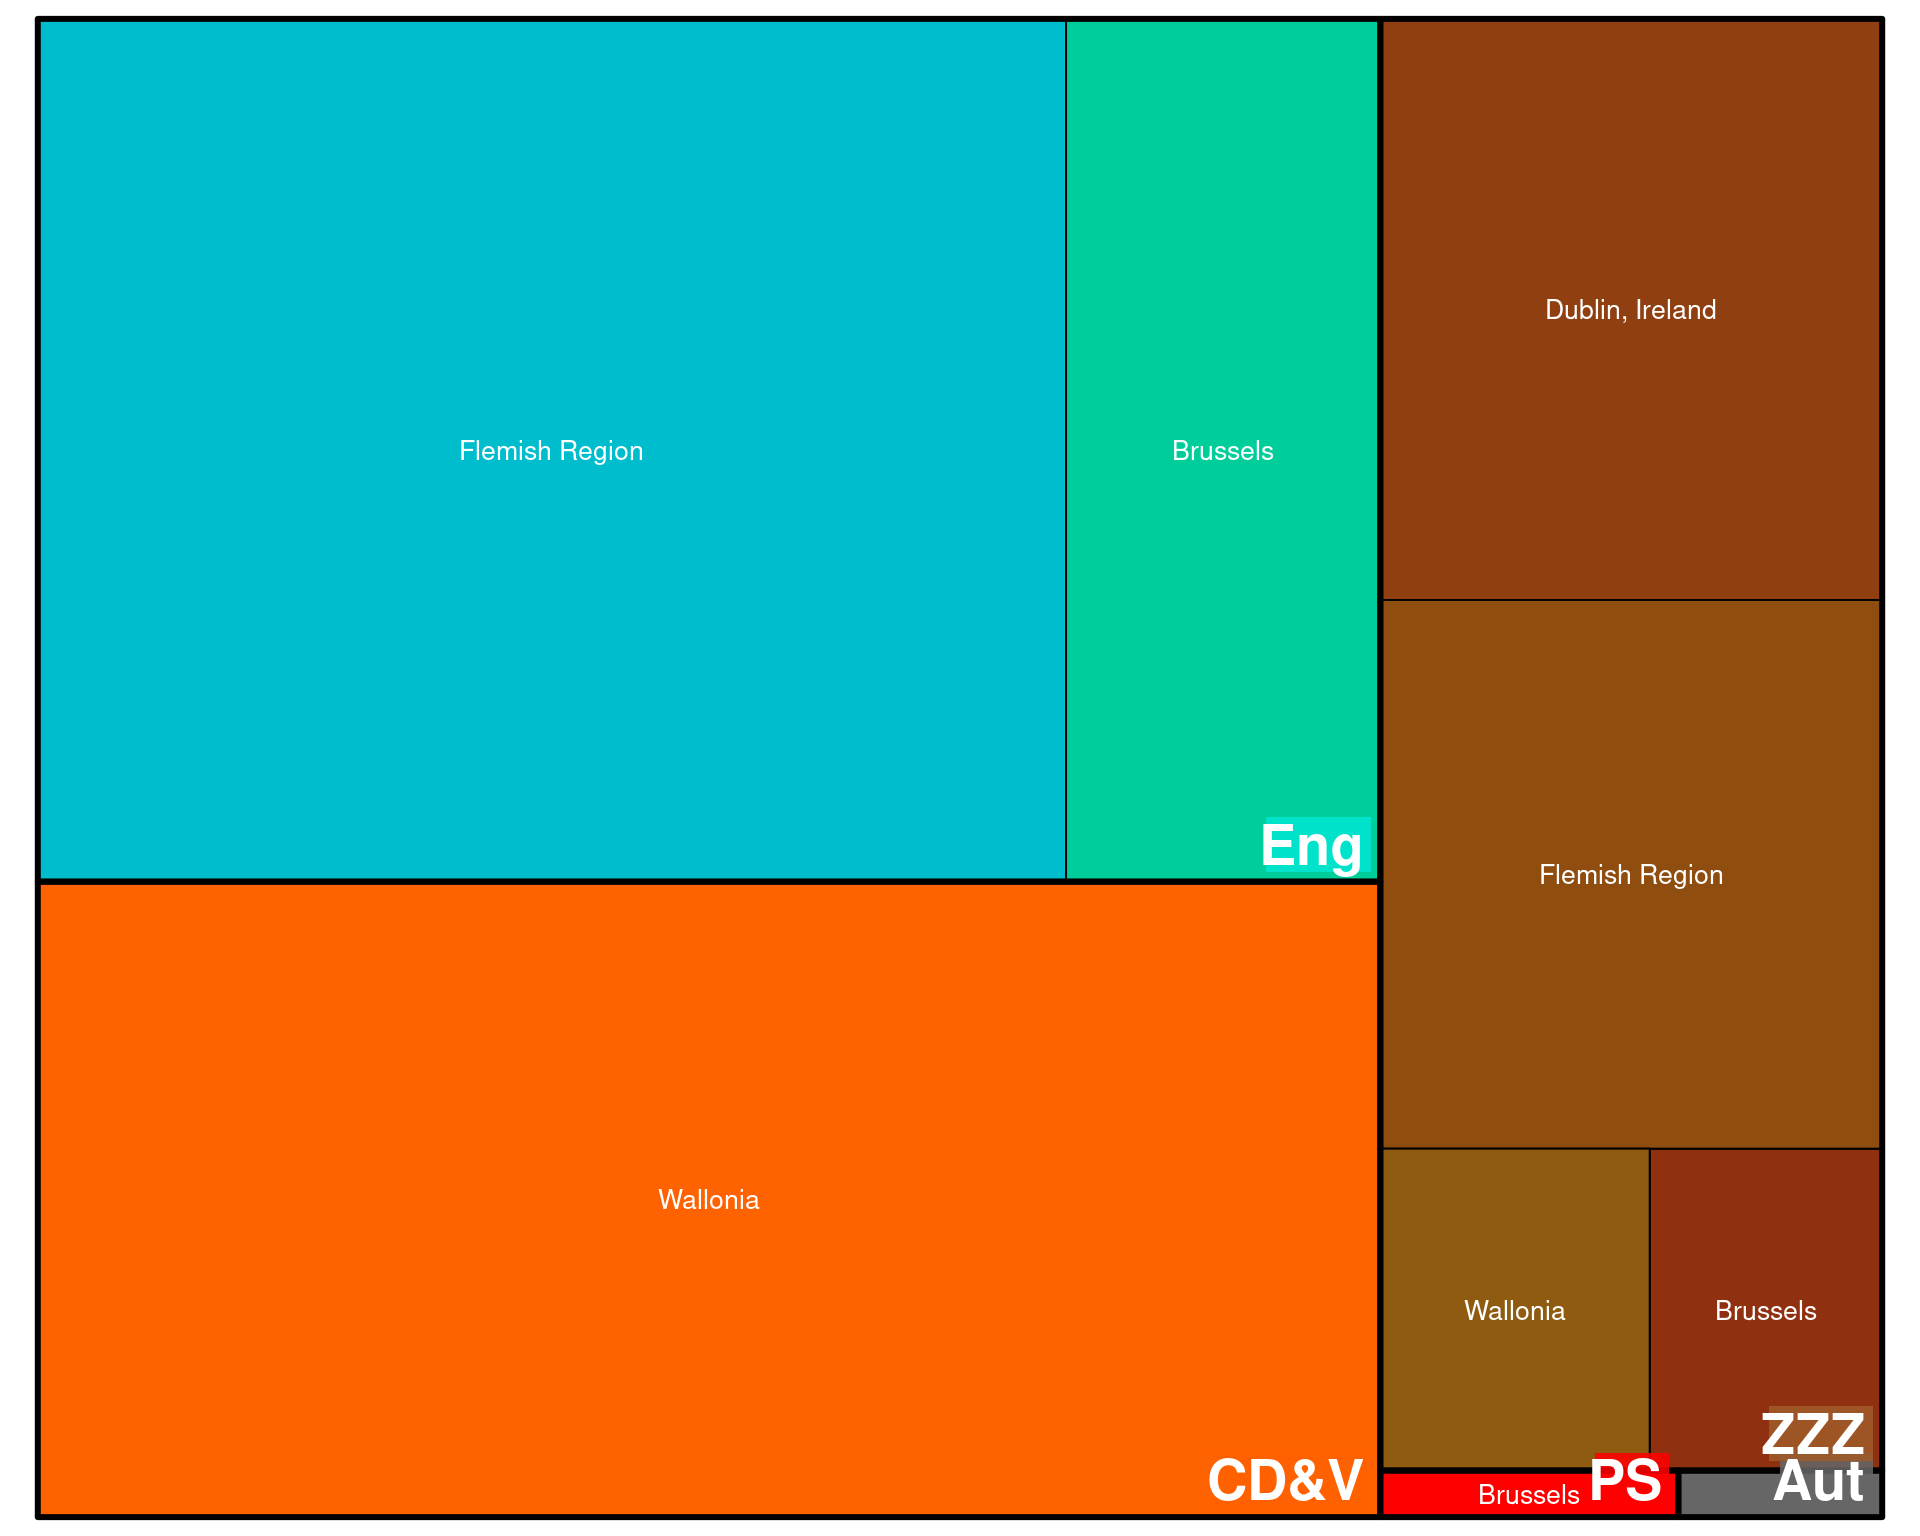 Flemish Region
Brussels
Eng
Wallonia
CD&V
Dublin, Ireland
Flemish Region
Wallonia
Brussels
ZZZ
Brussels
PS
Aut